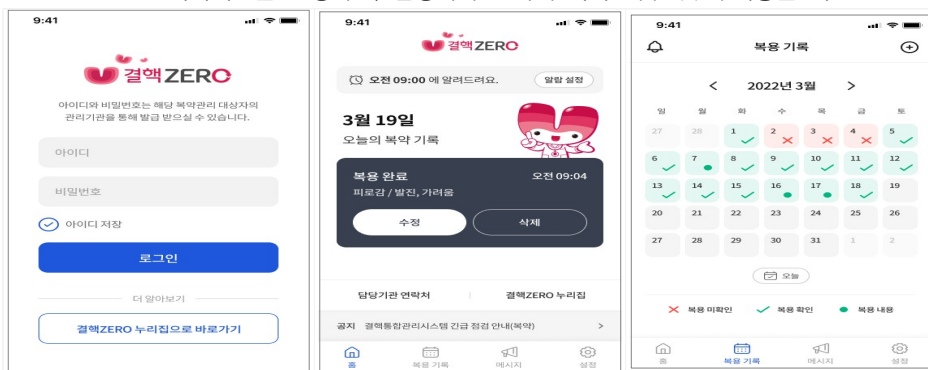 9:41
결핵ZERO
아이디와 비밀번호는 해당 복약관리 대상자의
관리기관을 통해 발급 받으실 수 있습니다.
아이디
비밀번호
아이디 저장
로그인
더 알아보기
결핵ZERO 누리집으로 바로가기
9:41
결핵ZERO
오전 09:00 에 알려드려요.
알람 설정
3월 19일
오늘의 복약 기록
복용 완료 오전 09:04
피로감 / 발진, 가려움
수정 삭제
담당기관 연락처 결핵ZERO 누리집
공지 결핵통합관리시스템 긴급 점검 안내(복약) >
홈 복용 기록 메시지 설정
9:41
복용 기록
< 2022년 3월 >
일 월 화 수 목 금 토
27 28 1 2 3 4 5
6 7 8 9 10 11 12
13 14 15 16 17 18 19
20 21 22 23 24 25 26
27 28 29 30 31 1 2
오늘
복용 미확인 복용 확인 복용 내용
홈 복용 기록 메시지 설정